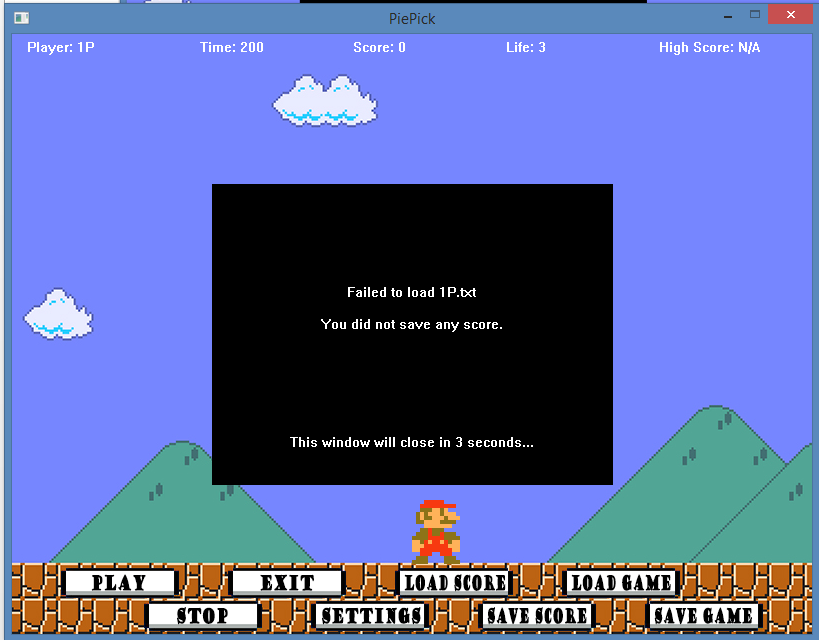 PiePick
Player: 1P Time: 200 Score: 0 Life: 3 High Score: N/A
Failed to load 1P.txt
You did not save any score.
This window will close in 3 seconds...
PLAY EXIT LOAD SCORE LOAD GAME
STOP SETTINGS SAVE SCORE SAVE GAME